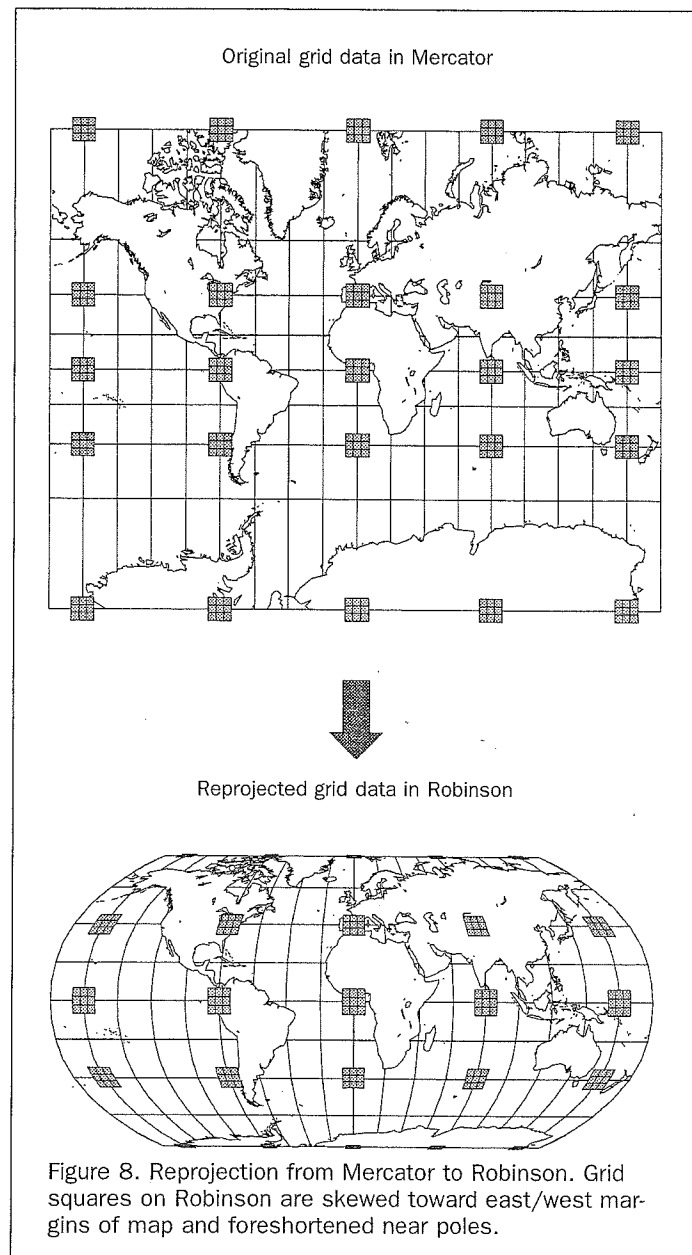 Original grid data in Mercator
Reprojected grid data in Robinson
Figure 8. Reprojection from Mercator to Robinson. Grid
squares on Robinson are skewed toward east/west mar-
gins of map and foreshortened near poles.